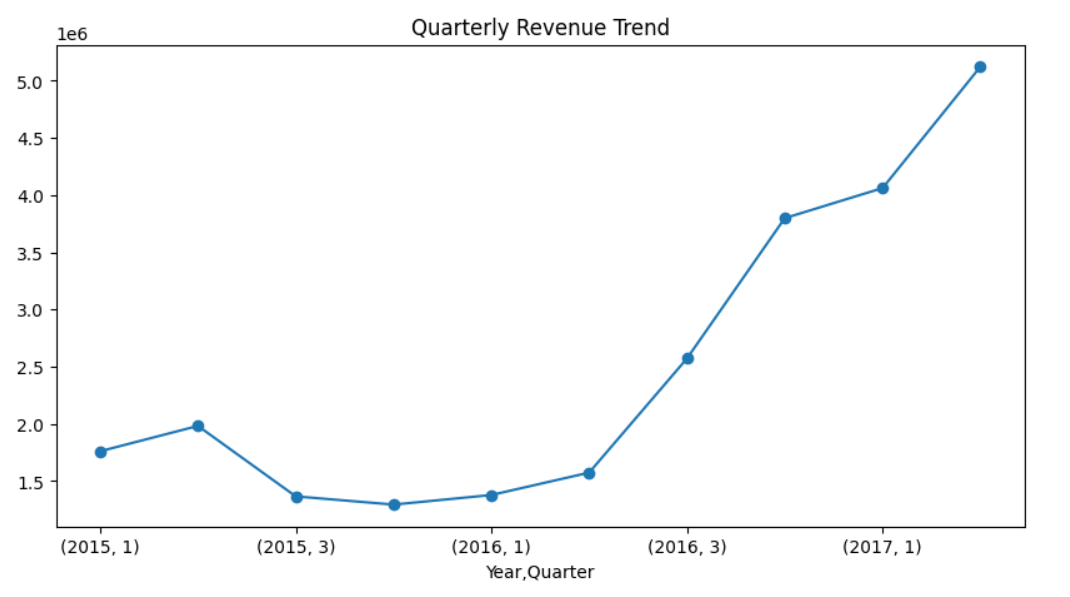 Quarterly Revenue Trend
1e6
5.0
4.5
4.0
3.5
3.0
2.5
2.0
1.5
(2015, 1) (2015, 3) (2016, 1) (2016, 3) (2017, 1)
Year,Quarter